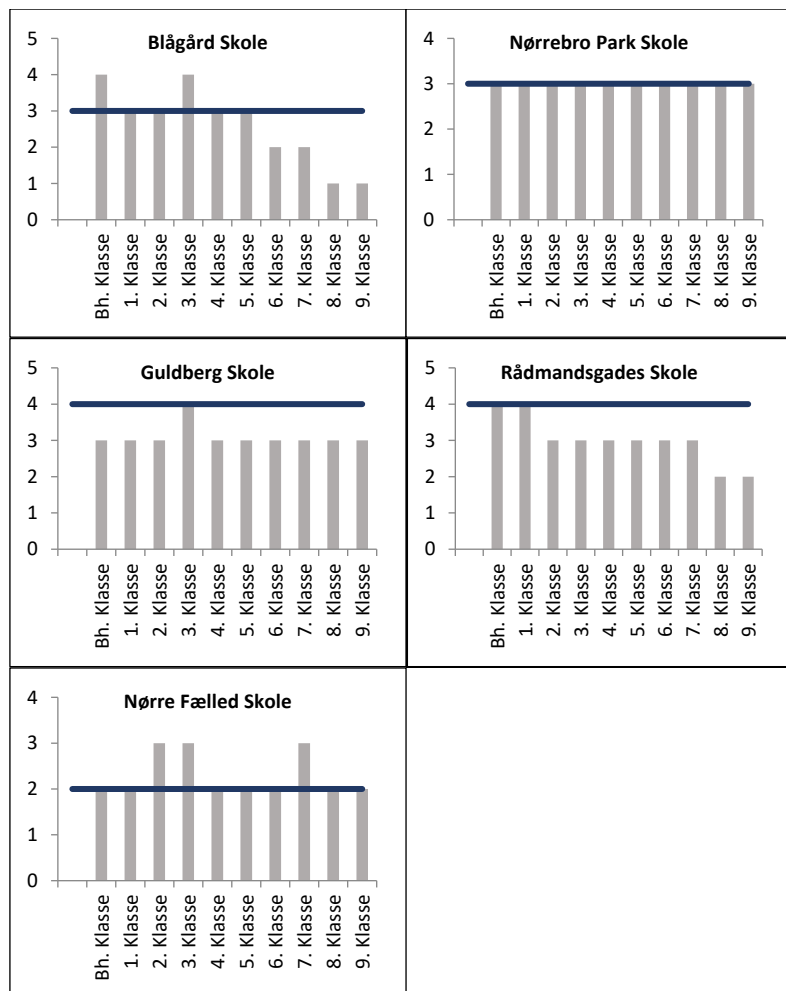 Blågård Skole
5
4
3
2
1
0
Bh. Klasse
1. Klasse
2. Klasse
3. Klasse
4. Klasse
5. Klasse
6. Klasse
7. Klasse
8. Klasse
9. Klasse
Nørrebro Park Skole
4
3
2
1
0
Bh. Klasse
1. Klasse
2. Klasse
3. Klasse
4. Klasse
5. Klasse
6. Klasse
7. Klasse
8. Klasse
9. Klasse
Guldberg Skole
5
4
3
2
1
0
Bh. Klasse
1. Klasse
2. Klasse
3. Klasse
4. Klasse
5. Klasse
6. Klasse
7. Klasse
8. Klasse
9. Klasse
Rådmandsgades Skole
5
4
3
2
1
0
Bh. Klasse
1. Klasse
2. Klasse
3. Klasse
4. Klasse
5. Klasse
6. Klasse
7. Klasse
8. Klasse
9. Klasse
Nørre Fælled Skole
4
3
2
1
0
Bh. Klasse
1. Klasse
2. Klasse
3. Klasse
4. Klasse
5. Klasse
6. Klasse
7. Klasse
8. Klasse
9. Klasse